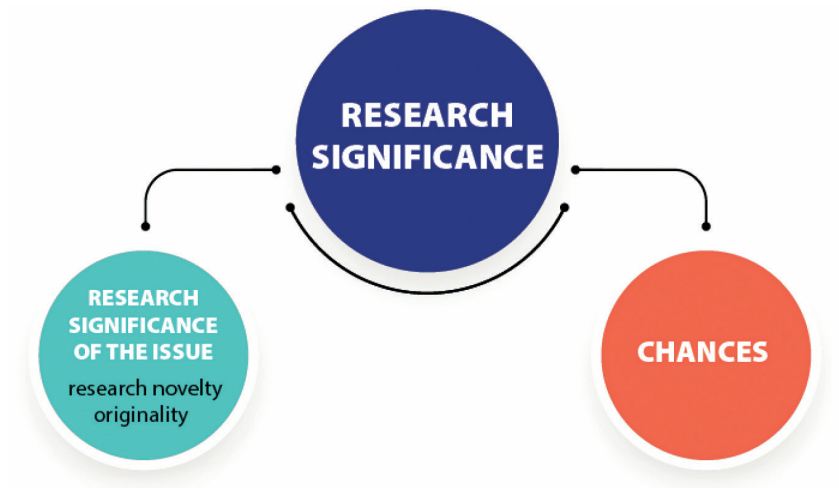 RESEARCH
SIGNIFICANCE
RESEARCH
SIGNIFICANCE
OF THE ISSUE
research novelty
originality
CHANCES